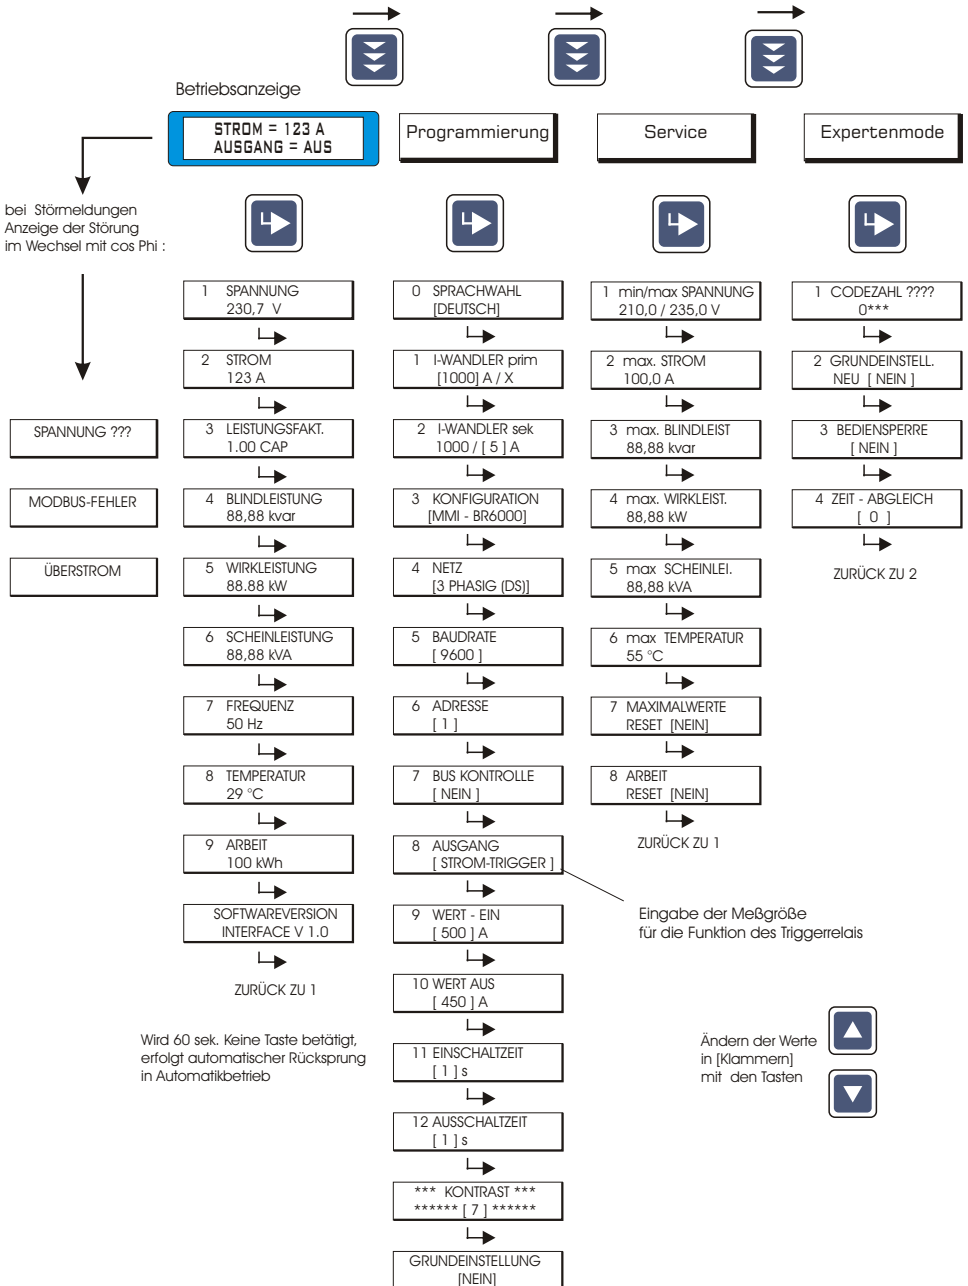 Betriebsanzeige
STROM = 123 A
AUSGANG = AUS
Programmierung
Service
Expertenmode
bei Störmeldungen
Anzeige der Störung
im Wechsel mit cos Phi :
SPANNUNG ???
MODBUS-FEHLER
ÜBERSTROM
1 SPANNUNG
230,7 V
2 STROM
123 A
3 LEISTUNGSFAKT.
1.00 CAP
4 BLINDLEISTUNG
88,88 kvar
5 WIRKLEISTUNG
88.88 kW
6 SCHEINLEISTUNG
88,88 kVA
7 FREQUENZ
50 Hz
8 TEMPERATUR
29 °C
9 ARBEIT
100 kWh
SOFTWAREVERSION
INTERFACE V 1.0
ZURÜCK ZU 1
Wird 60 sek. Keine Taste betätigt,
erfolgt automatischer Rücksprung
in Automatikbetrieb
0 SPRACHWAHL
[DEUTSCH]
1 I-WANDLER prim
[1000] A / X
2 I-WANDLER sek
1000 / [ 5 ] A
3 KONFIGURATION
[MMI - BR6000]
4 NETZ
[3 PHASIG (DS)]
5 BAUDRATE
[ 9600 ]
6 ADRESSE
[ 1 ]
7 BUS KONTROLLE
[ NEIN ]
8 AUSGANG
[ STROM-TRIGGER ]
9 WERT - EIN
[ 500 ] A
10 WERT AUS
[ 450 ] A
11 EINSCHALTZEIT
[ 1 ] s
12 AUSSCHALTZEIT
[ 1 ] s
*** KONTRAST ***
****** [ 7 ] ******
GRUNDEINSTELLUNG
[NEIN]
1 min/max SPANNUNG
210,0 / 235,0 V
2 max. STROM
100,0 A
3 max. BLINDLEIST
88,88 kvar
4 max. WIRKLEIST.
88,88 kW
5 max SCHEINLEI.
88,88 kVA
6 max TEMPERATUR
55 °C
7 MAXIMALWERTE
RESET [NEIN]
8 ARBEIT
RESET [NEIN]
ZURÜCK ZU 1
Eingabe der Meßgröße
für die Funktion des Triggerrelais
1 CODEZAHL ????
0***
2 GRUNDEINSTELL.
NEU [ NEIN ]
3 BEDIENSPERRE
[ NEIN ]
4 ZEIT - ABGLEICH
[ 0 ]
ZURÜCK ZU 2
Ändern der Werte
in [Klammern]
mit den Tasten